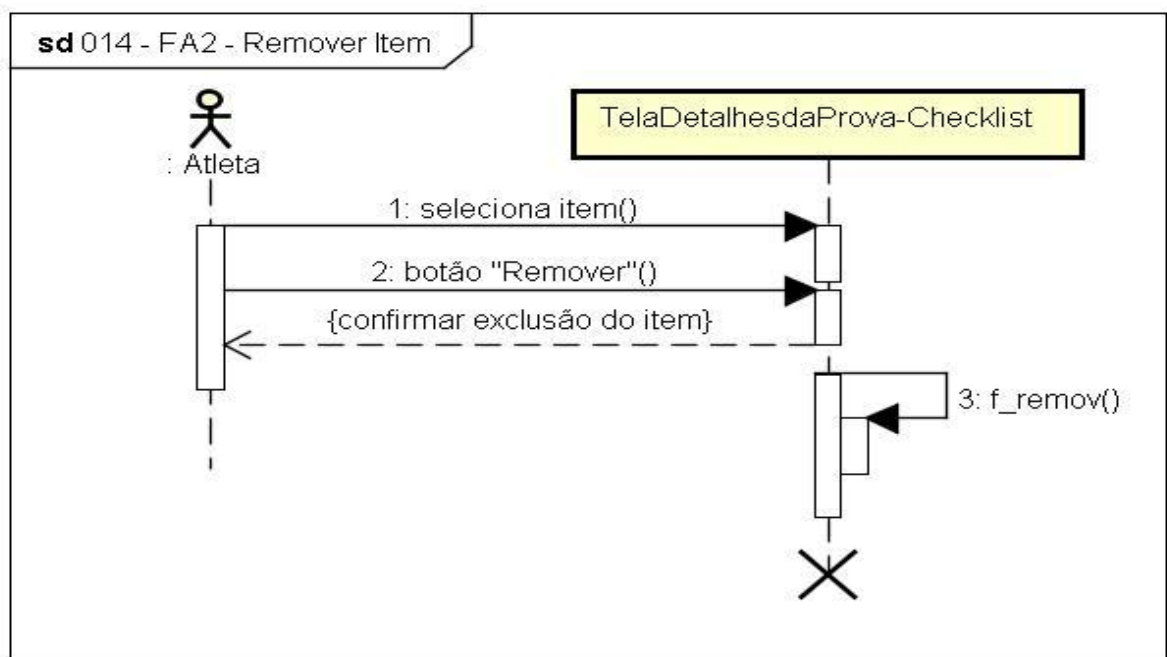 sd 014 - FA2 - Remover Item
TelaDetalhesdaProva-Checklist
: Atleta
1: seleciona item()
2: botão "Remover"()
{confirmar exclusão do item}
3: f_remov()